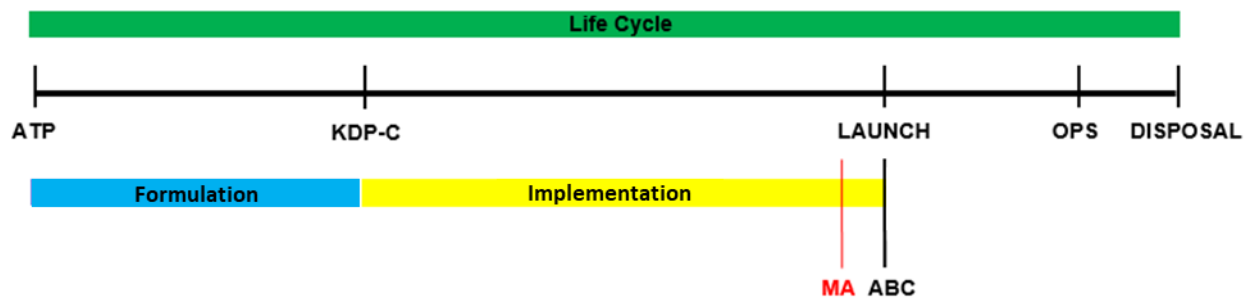 Life Cycle
ATP KDP-C LAUNCH OPS DISPOSAL
Formulation Implementation
MA ABC